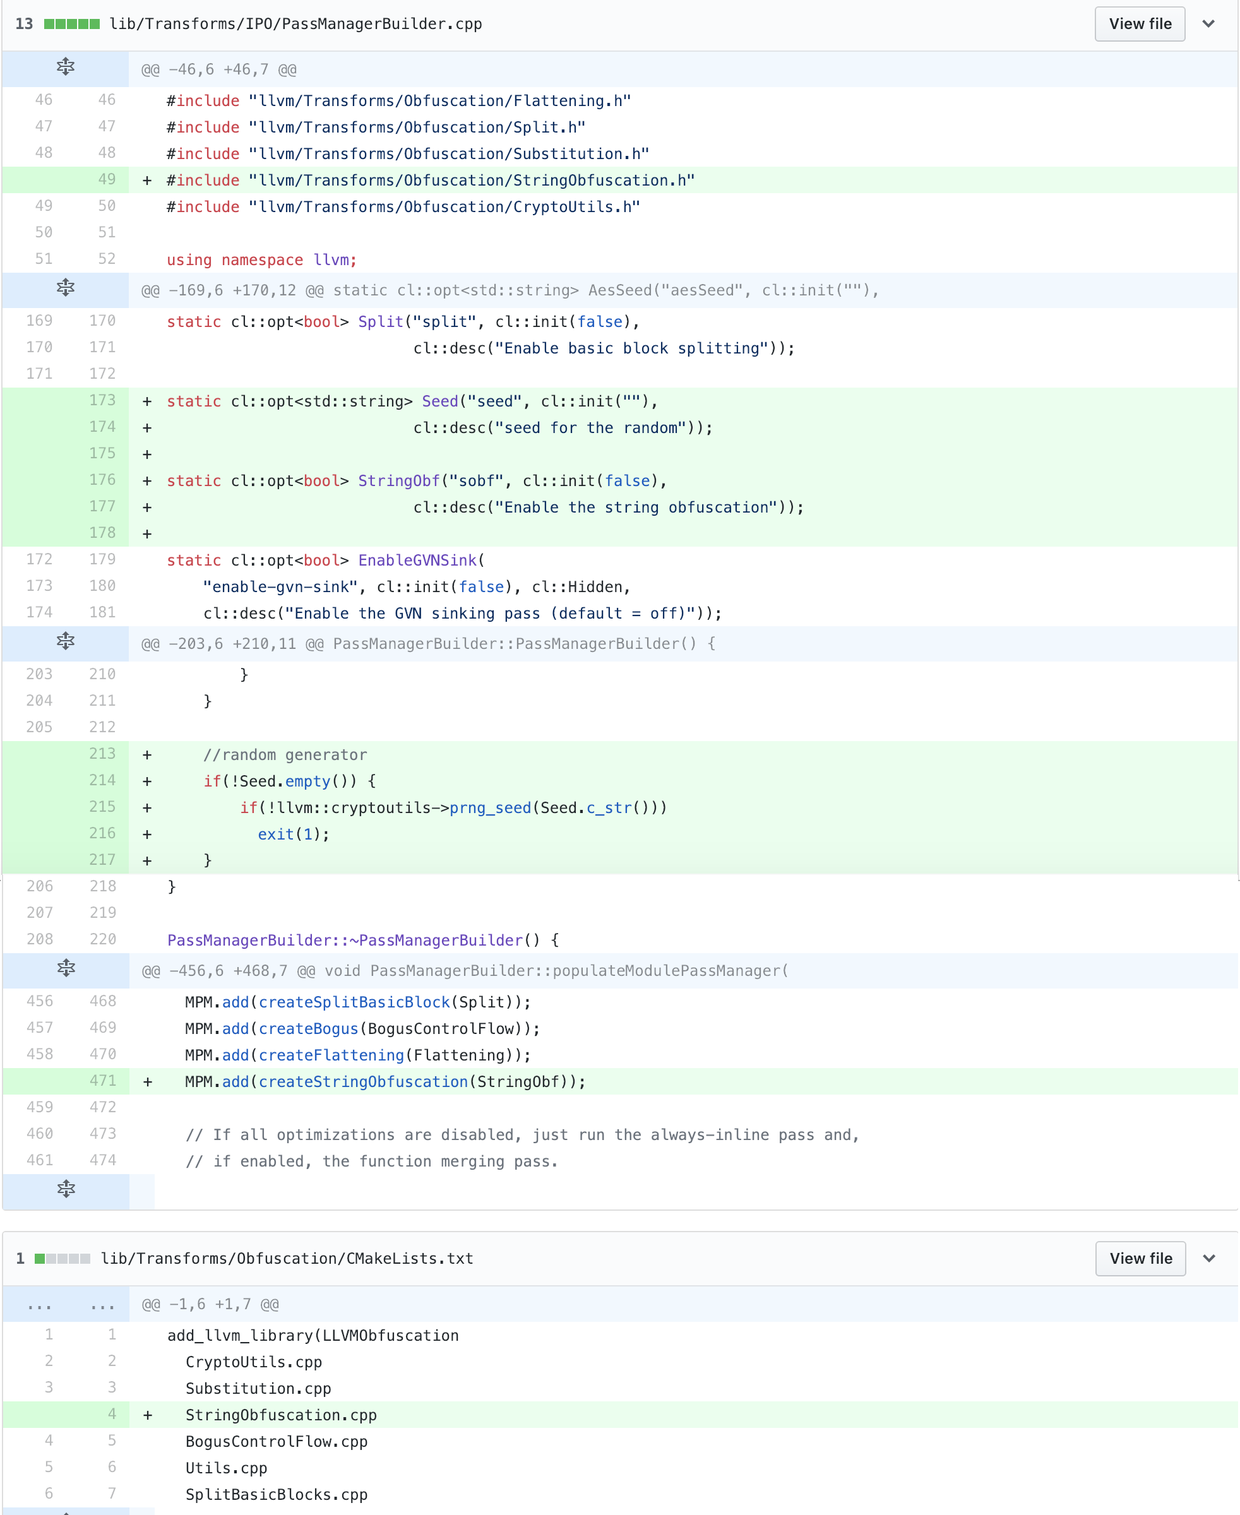 13 lib/Transforms/IPO/PassManagerBuilder.cpp View file
@@ -46,6 +46,7 @@
46 46 #include "llvm/Transforms/Obfuscation/Flattening.h"
47 47 #include "llvm/Transforms/Obfuscation/Split.h"
48 48 #include "llvm/Transforms/Obfuscation/Substitution.h"
49 + #include "llvm/Transforms/Obfuscation/StringObfuscation.h"
49 50 #include "llvm/Transforms/Obfuscation/CryptoUtils.h"
50 51
51 52 using namespace llvm;
@@ -169,6 +170,12 @@ static cl::opt<std::string> AesSeed("aesSeed", cl::init(""),
169 170 static cl::opt<bool> Split("split", cl::init(false),
170 171 cl::desc("Enable basic block splitting"));
171 172
173 + static cl::opt<std::string> Seed("seed", cl::init(""),
174 + cl::desc("seed for the random"));
175 +
176 + static cl::opt<bool> StringObf("sobf", cl::init(false),
177 + cl::desc("Enable the string obfuscation"));
178 +
172 179 static cl::opt<bool> EnableGVNSink(
173 180 "enable-gvn-sink", cl::init(false), cl::Hidden,
174 181 cl::desc("Enable the GVN sinking pass (default = off)"));
@@ -203,6 +210,11 @@ PassManagerBuilder::PassManagerBuilder() {
203 210 }
204 211 }
205 212
213 + //random generator
214 + if(!Seed.empty()) {
215 + if(!llvm::cryptoutils->prng_seed(Seed.c_str()))
216 + exit(1);
217 + }
206 218 }
207 219
208 220 PassManagerBuilder::~PassManagerBuilder() {
@@ -456,6 +468,7 @@ void PassManagerBuilder::populateModulePassManager(
456 468 MPM.add(createSplitBasicBlock(Split));
457 469 MPM.add(createBogus(BogusControlFlow));
458 470 MPM.add(createFlattening(Flattening));
471 + MPM.add(createStringObfuscation(StringObf));
459 472
460 473 // If all optimizations are disabled, just run the always-inline pass and,
461 474 // if enabled, the function merging pass.
1 lib/Transforms/Obfuscation/CMakeLists.txt View file
... ... @@ -1,6 +1,7 @@
1 1 add_llvm_library(LLVMObfuscation
2 2 CryptoUtils.cpp
3 3 Substitution.cpp
4 + StringObfuscation.cpp
4 5 BogusControlFlow.cpp
5 6 Utils.cpp
6 7 SplitBasicBlocks.cpp